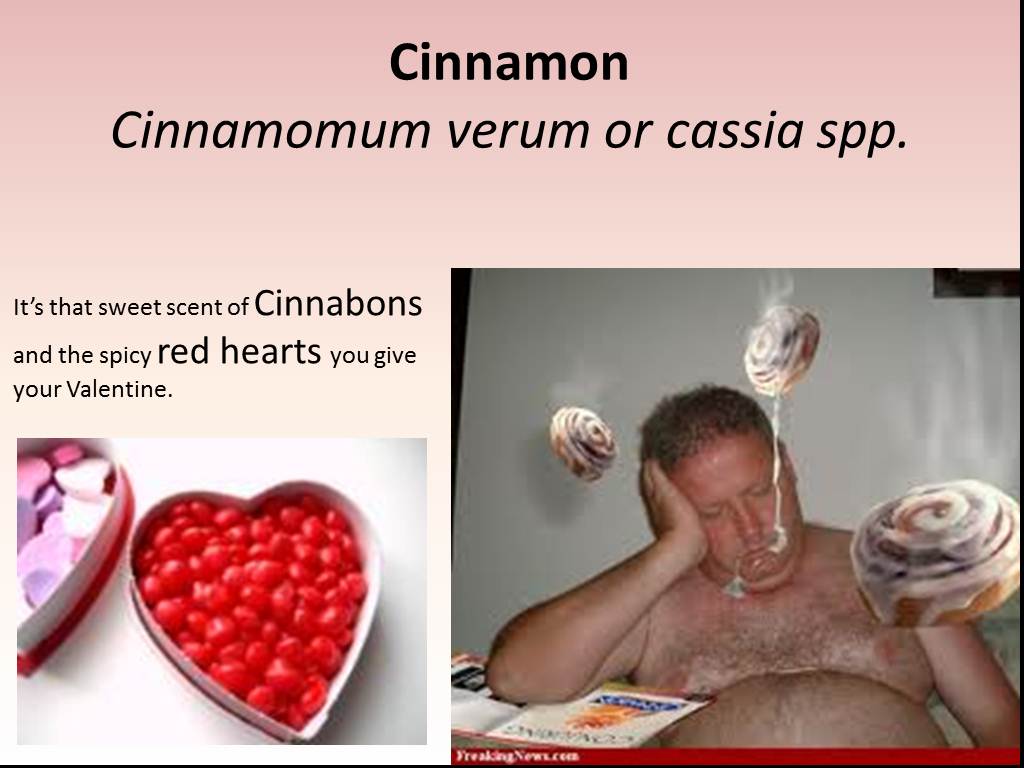 Cinnamon
Cinnamomum verum or cassia spp.
It’s that sweet scent of Cinnabons
and the spicy red hearts you give
your Valentine.
FreakingNews.com